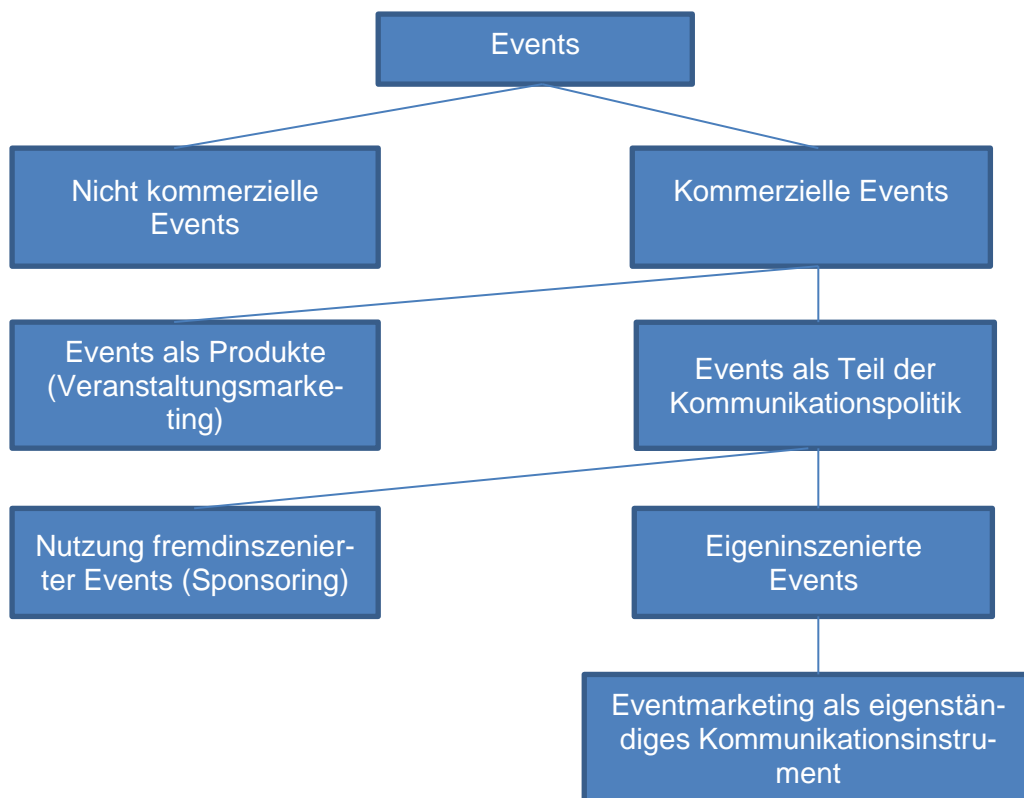 Events
Nicht kommerzielle
Events
Kommerzielle Events
Events als Produkte
(Veranstaltungsmarke-
ting)
Events als Teil der
Kommunikationspolitik
Nutzung fremdinszenier-
ter Events (Sponsoring)
Eigeninszenierte
Events
Eventmarketing als eigenstän-
diges Kommunikationsinstru-
ment